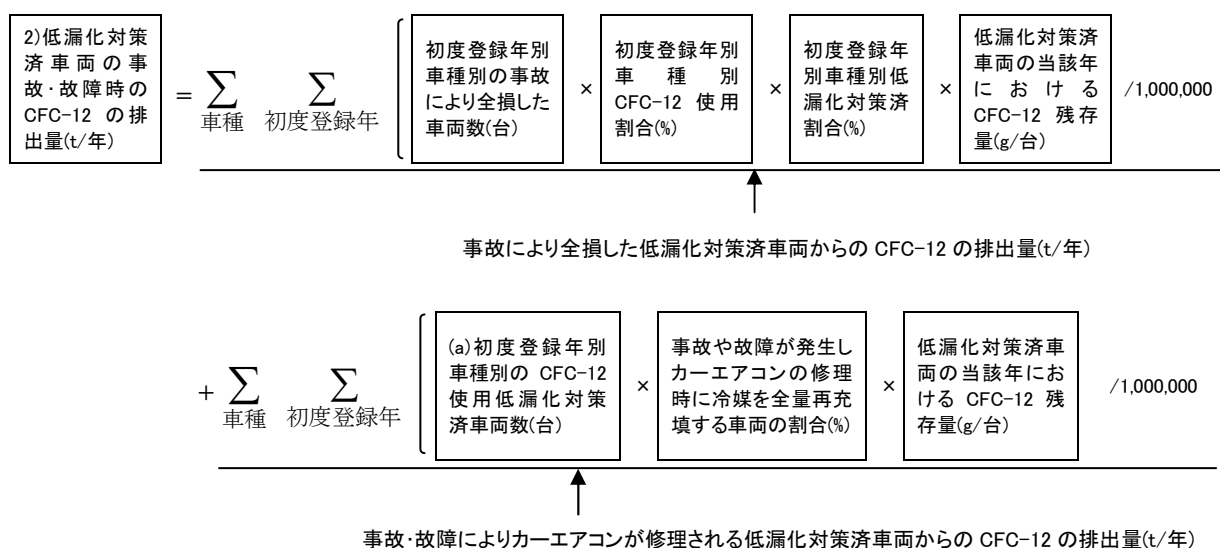 2)低漏化対策
済車両の事
故・故障時の
CFC-12 の排
出量(t/年)
=
∑
車種
∑
初度登録年
初度登録年別
車種別の事故
により全損した
車両数(台)
×
初度登録年別
車種別
CFC-12 使用
割合(%)
×
初度登録年
別車種別低
漏化対策済
割合(%)
×
低漏化対策済
車両の当該年
における
CFC-12 残存
量(g/台)
/1,000,000
事故により全損した低漏化対策済車両からの CFC-12 の排出量(t/年)
+
∑
車種
∑
初度登録年
(a)初度登録年別
車種別の CFC-12
使用低漏化対策
済車両数(台)
×
事故や故障が発生し
カーエアコンの修理
時に冷媒を全量再充
填する車両の割合(%)
×
低漏化対策済車
両の当該年にお
ける CFC-12 残
存量(g/台)
/1,000,000
事故・故障によりカーエアコンが修理される低漏化対策済車両からの CFC-12 の排出量(t/年)